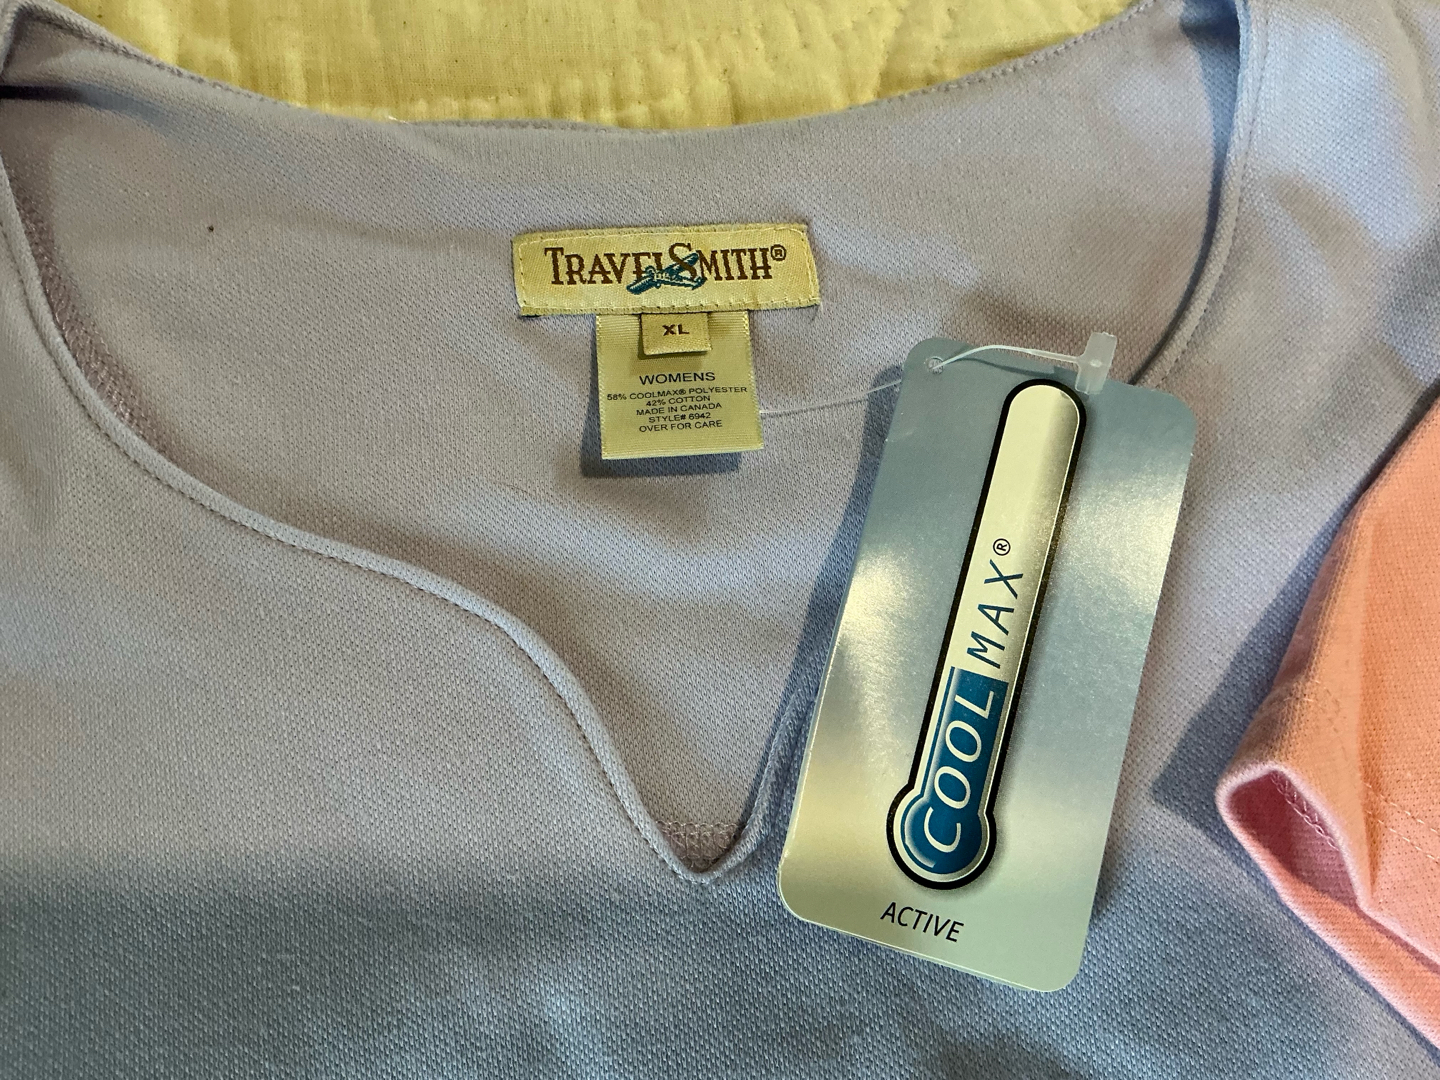 TRAVELSMITH®
XL
WOMENS
58% COOLMAX® POLYESTER
42% COTTON
MADE IN CANADA
STYLE# 6942
OVER FOR CARE
COOLMAX®
ACTIVE